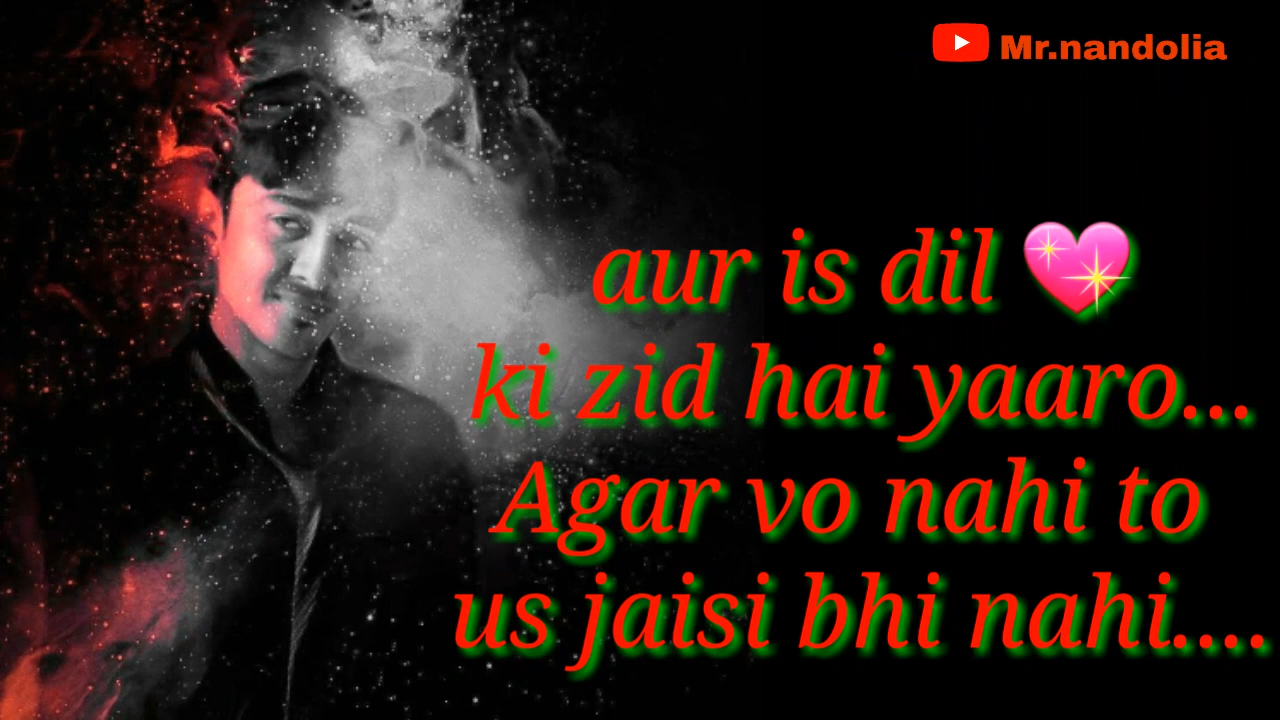 Mr.nandolia
aur is dil 💖
ki zid hai yaaro...
Agar vo nahi to
us jaisi bhi nahi....